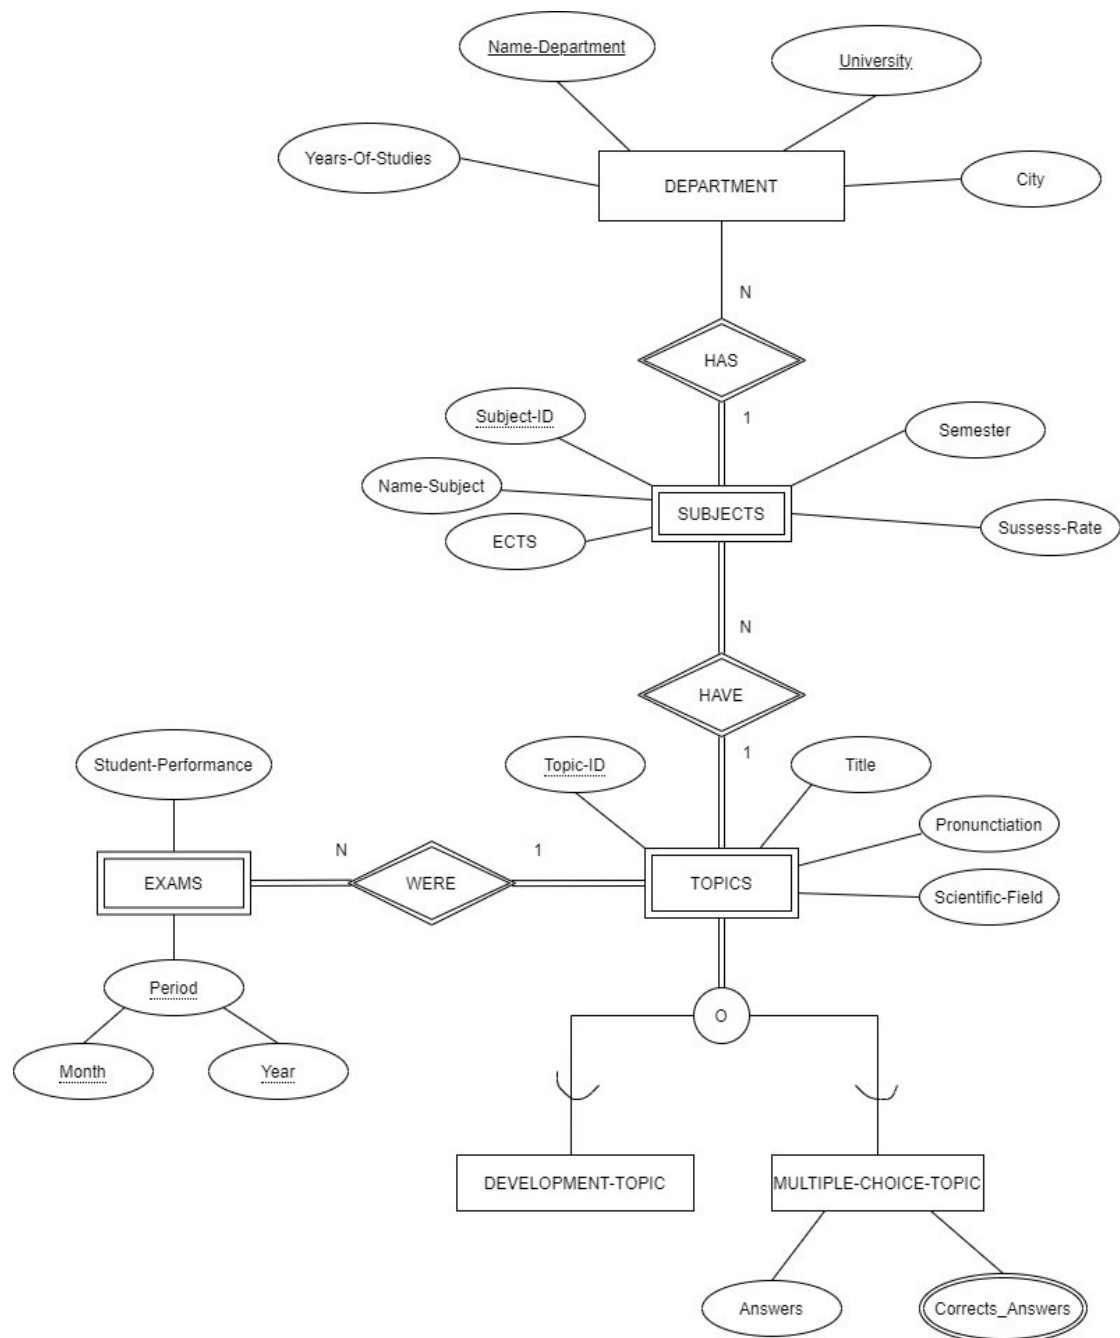 Name-Department
University
Years-Of-Studies
DEPARTMENT
City
N
HAS
1
Subject-ID
Semester
Name-Subject
SUBJECTS
Sussess-Rate
ECTS
N
HAVE
1
Student-Performance
Topic-ID
Title
Pronunctiation
N
1
EXAMS
WERE
TOPICS
Scientific-Field
Period
O
Month
Year
DEVELOPMENT-TOPIC
MULTIPLE-CHOICE-TOPIC
Answers
Corrects_Answers